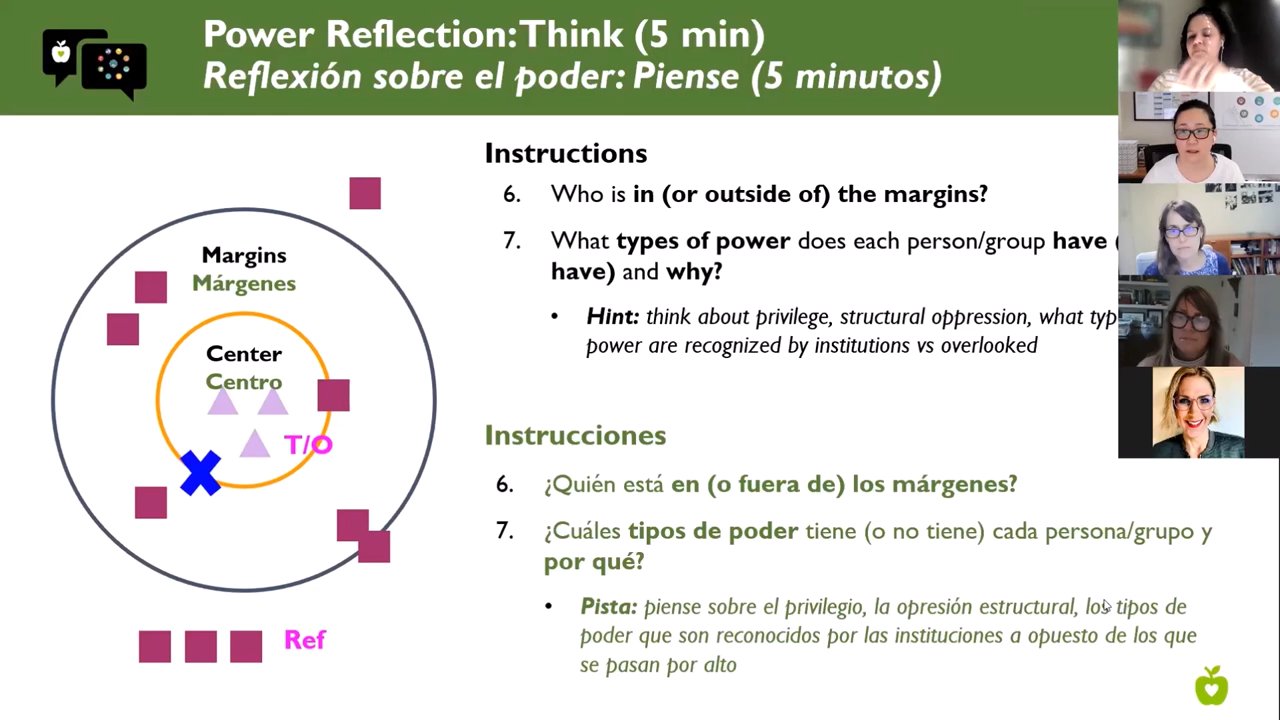 Power Reflection: Think (5 min)
Reflexión sobre el poder: Piense (5 minutos)
Margins
Márgenes
Center
Centro
T/O
Ref
Instructions
6. Who is in (or outside of) the margins?
7. What types of power does each person/group have (
have) and why?
• Hint: think about privilege, structural oppression, what typ
power are recognized by institutions vs overlooked
Instrucciones
6. ¿Quién está en (o fuera de) los márgenes?
7. ¿Cuáles tipos de poder tiene (o no tiene) cada persona/grupo y
por qué?
• Pista: piense sobre el privilegio, la opresión estructural, los tipos de
poder que son reconocidos por las instituciones a opuesto de los que
se pasan por alto